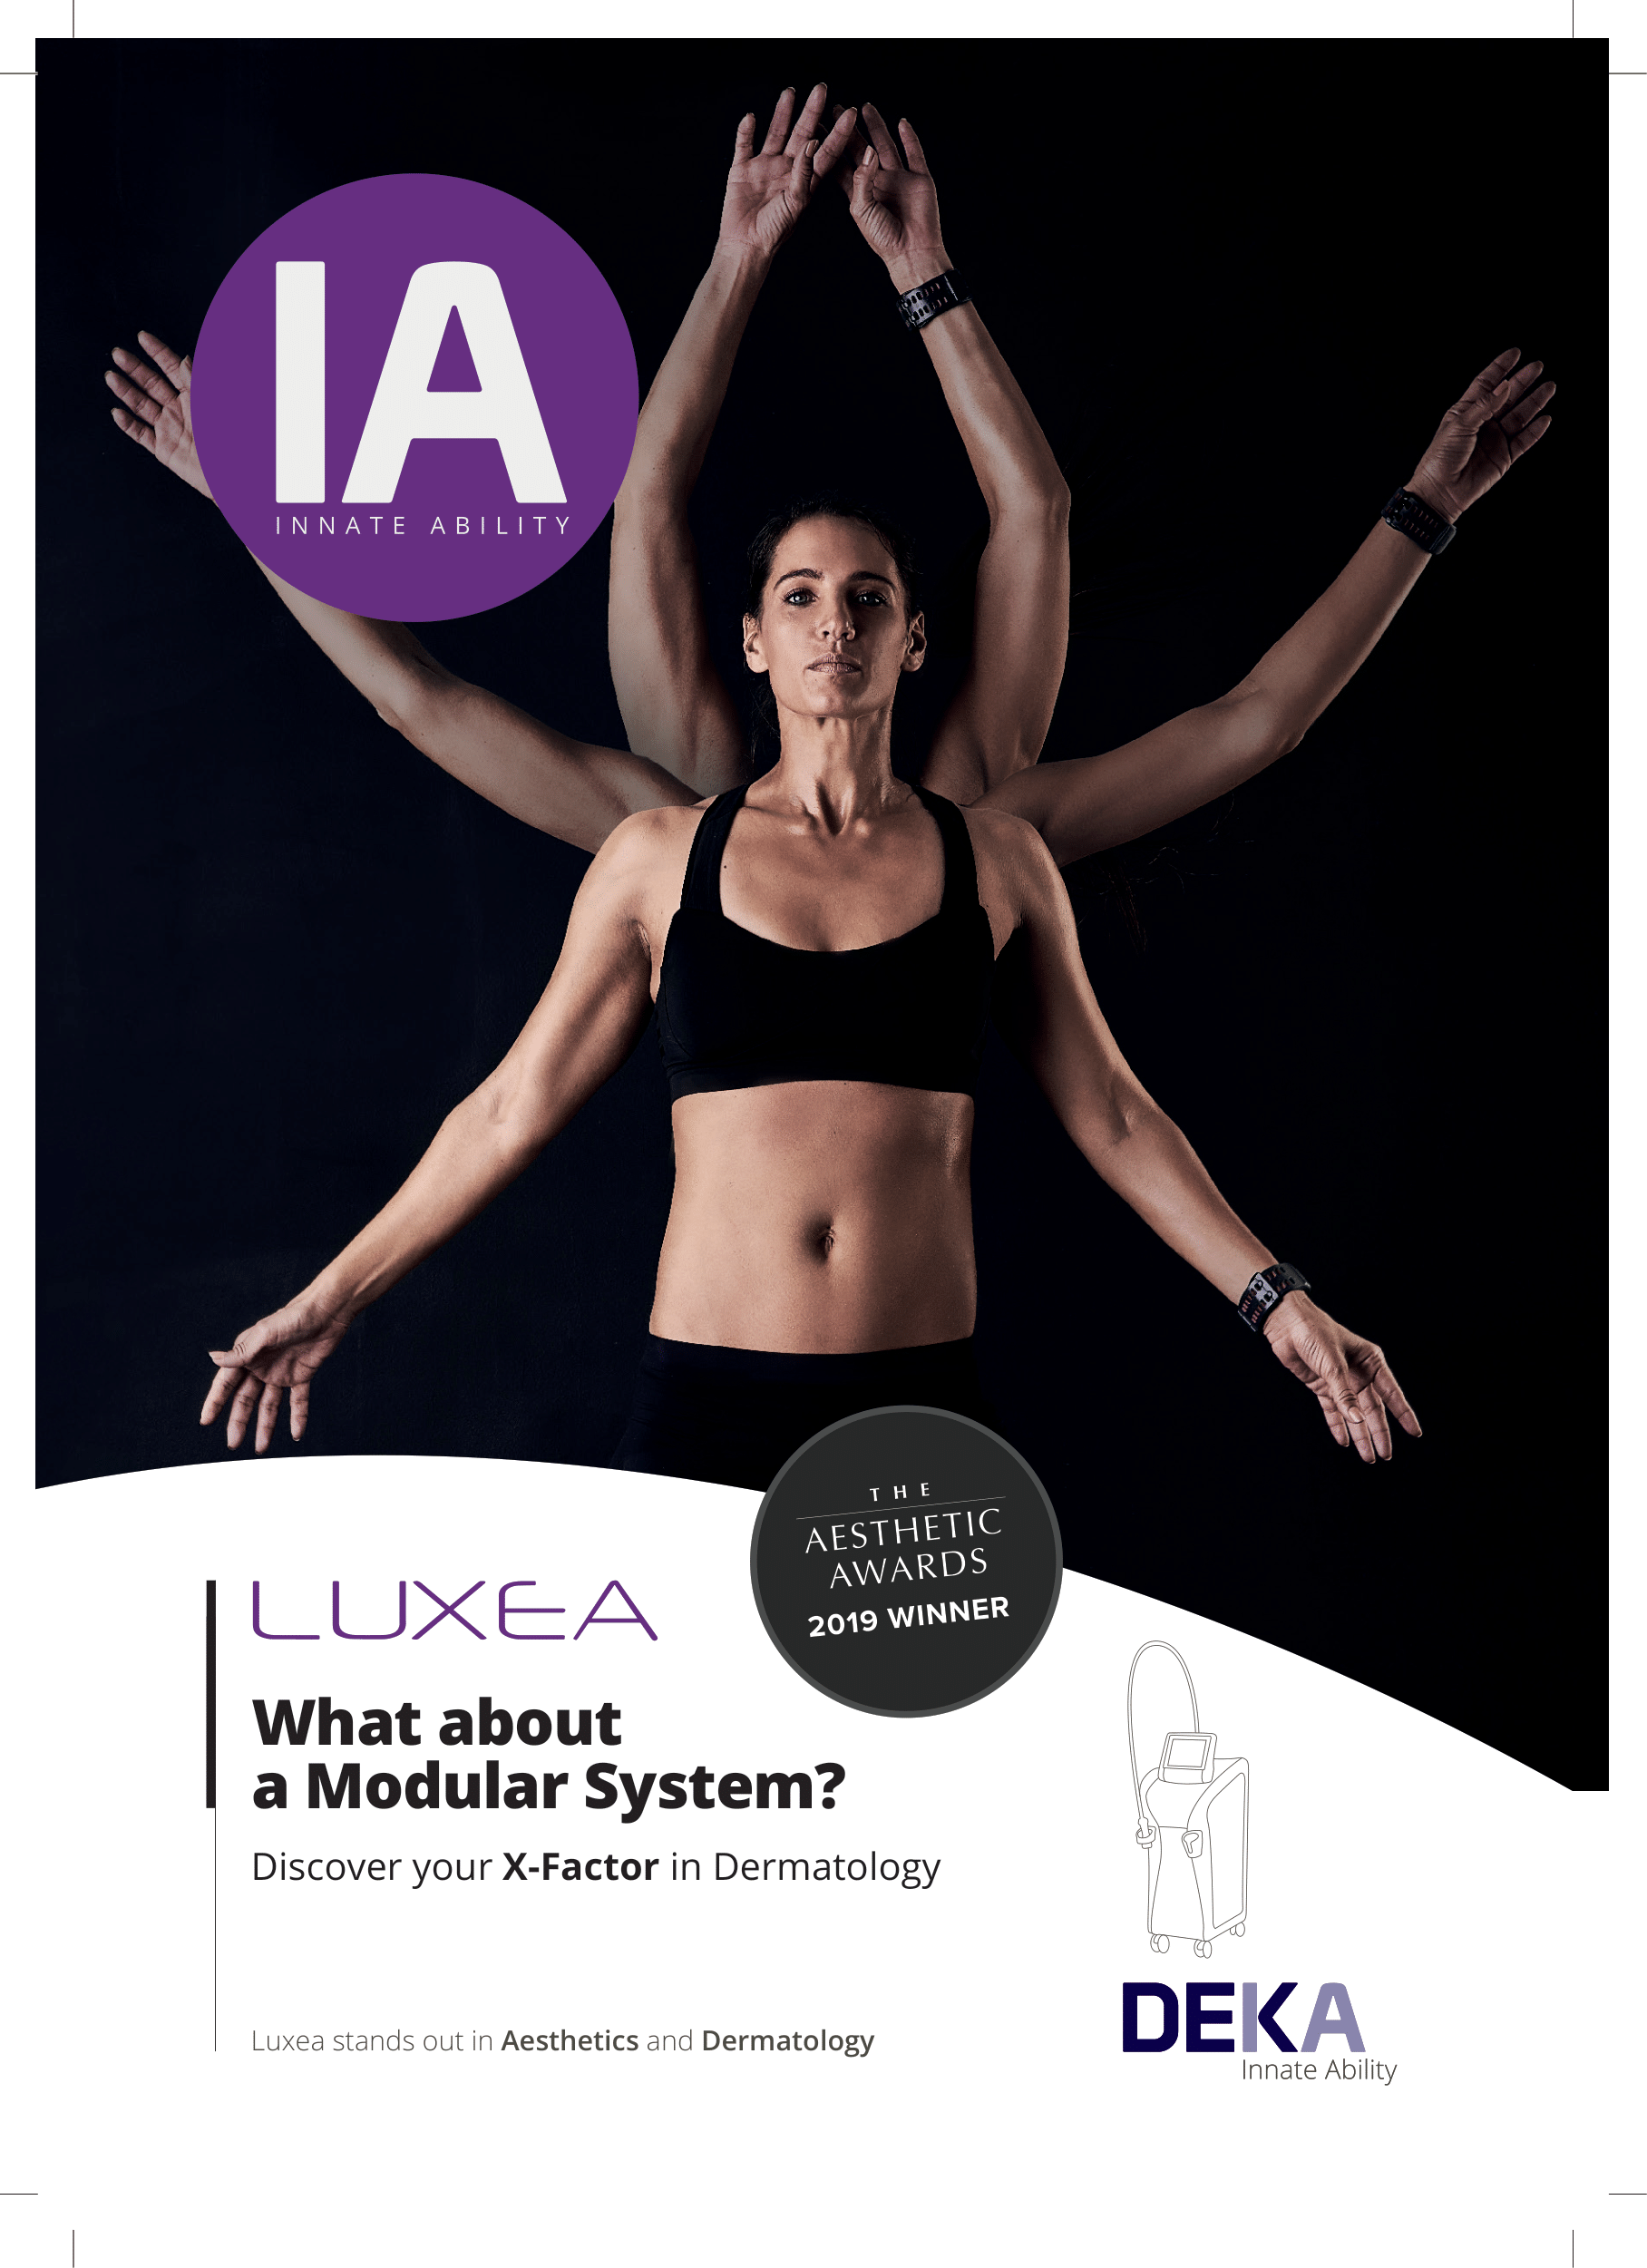 IA
INNATE ABILITY
THE
AESTHETIC
AWARDS
2019 WINNER
LUXEA
What about
a Modular System?
Discover your X-Factor in Dermatology
Luxea stands out in Aesthetics and Dermatology
DEKA
Innate Ability